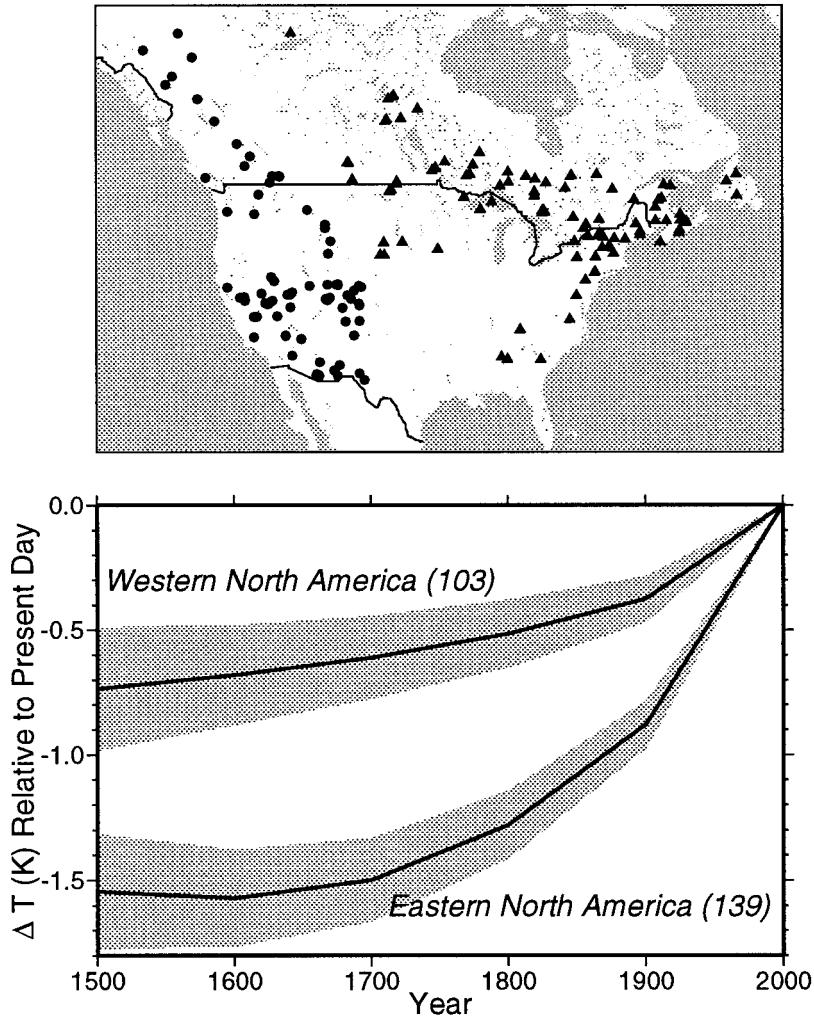 0.0
-0.5
-1.0
-1.5
Δ T (K) Relative to Present Day
Western North America (103)
Eastern North America (139)
1500 1600 1700 1800 1900 2000
Year